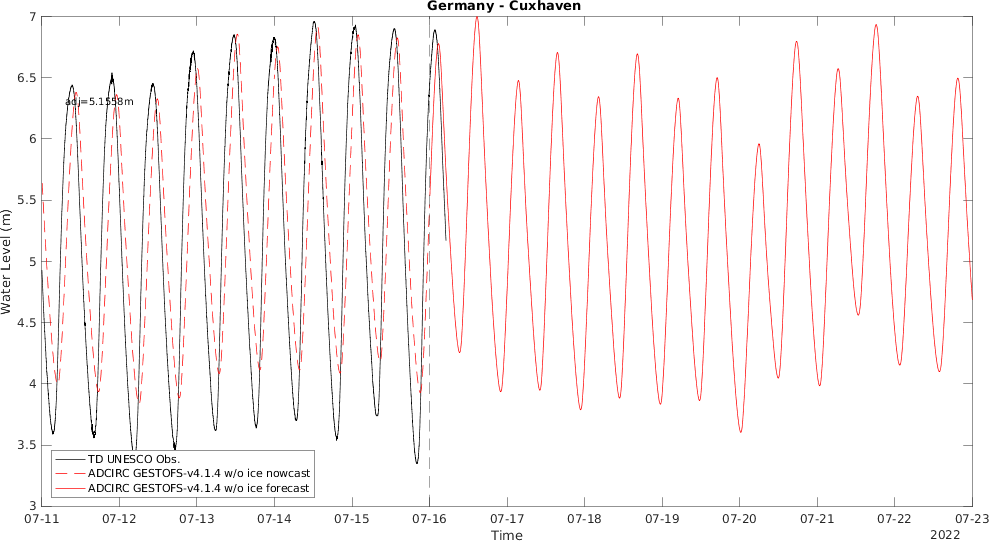 Germany - Cuxhaven
7
6.5
adj=5.1558m
6
5.5
5
4.5
4
3.5
3
Water Level (m)
TD UNESCO Obs.
ADCIRC GESTOFS-v4.1.4 w/o ice nowcast
ADCIRC GESTOFS-v4.1.4 w/o ice forecast
07-11 07-12 07-13 07-14 07-15 07-16 07-17 07-18 07-19 07-20 07-21 07-22 07-23
Time
2022